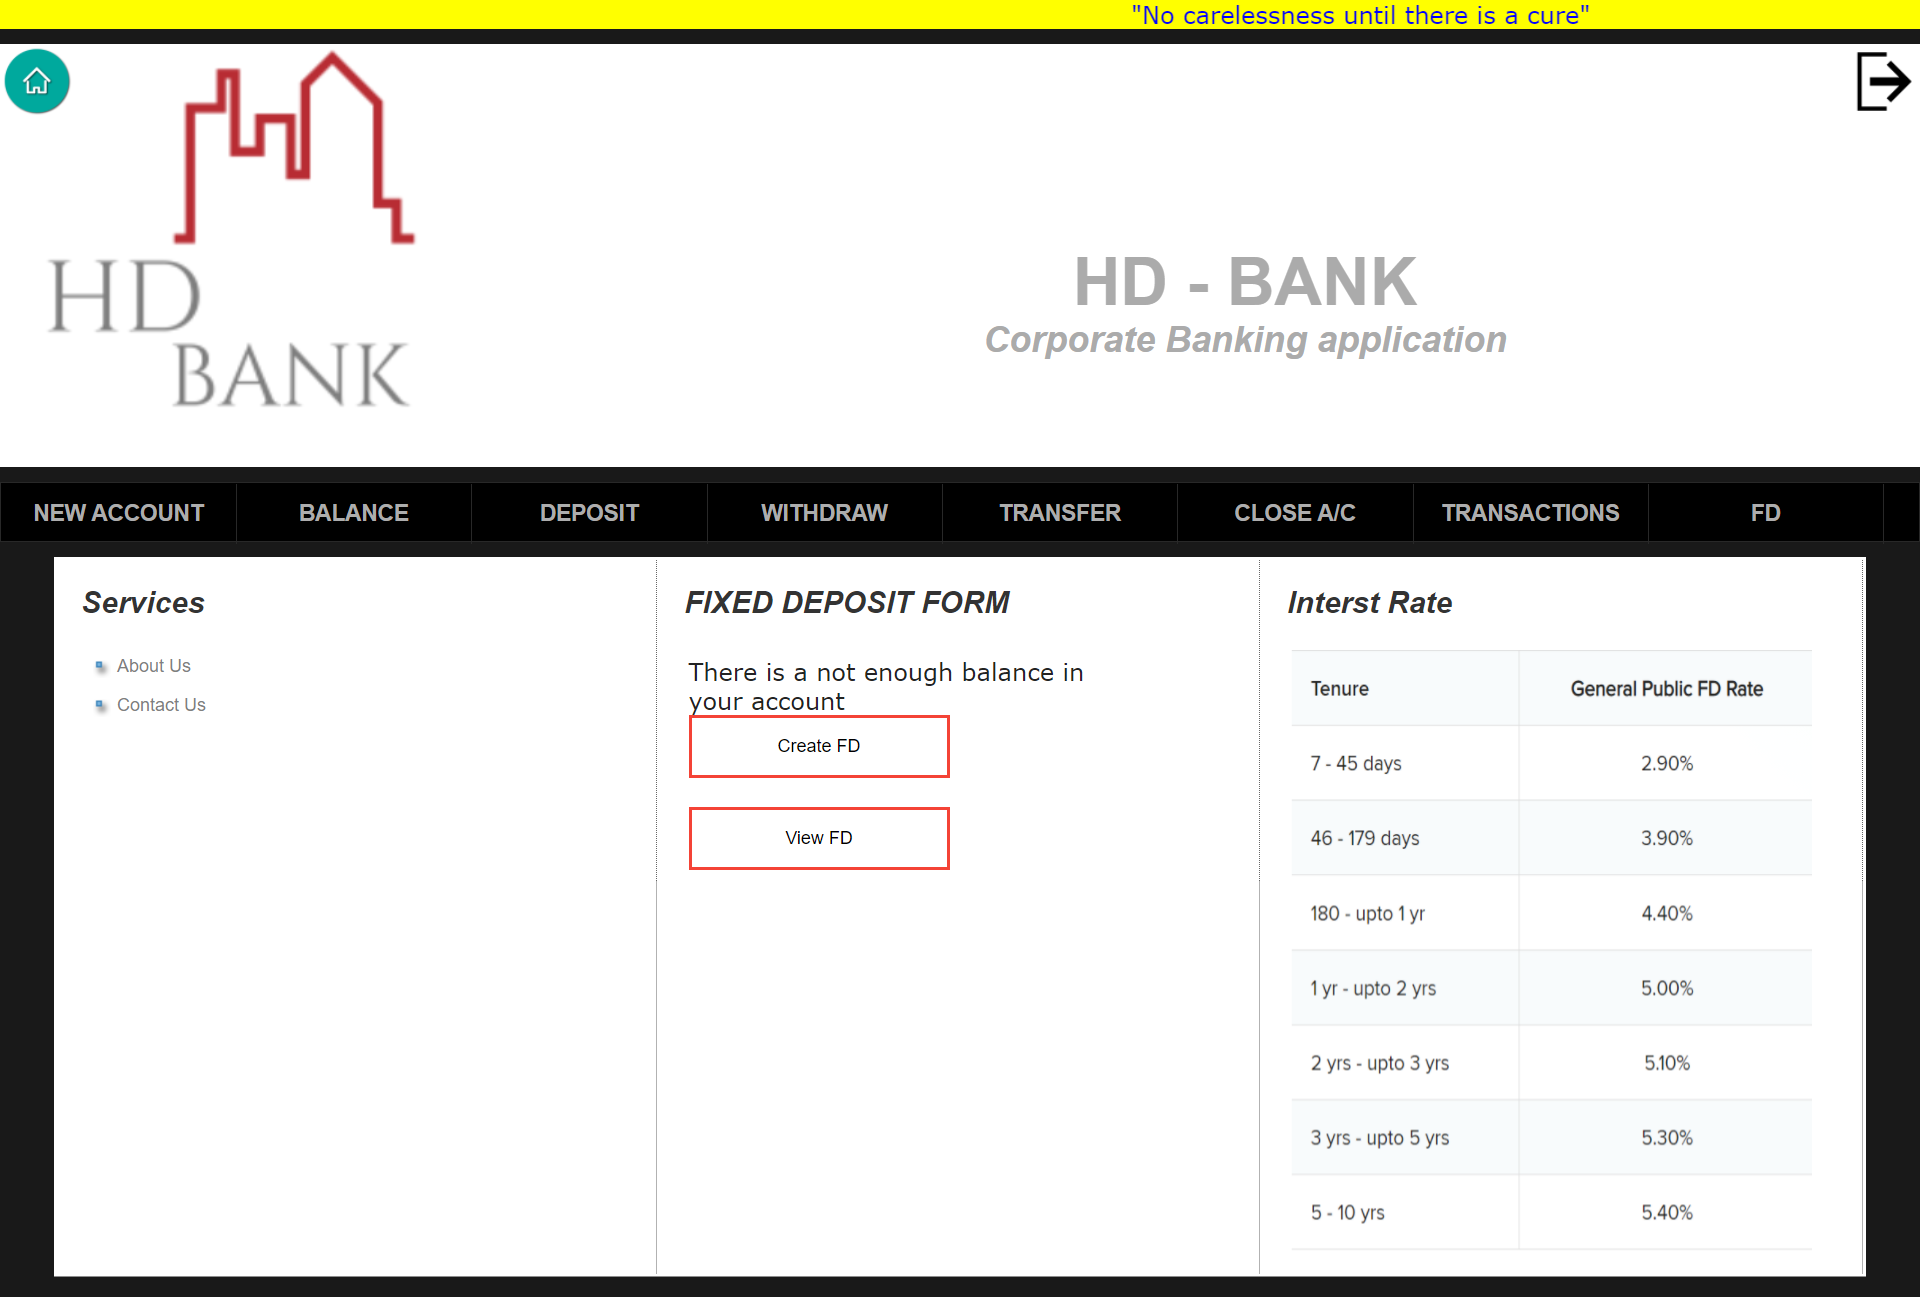 "No carelessness until there is a cure"
HD
BANK
HD - BANK
Corporate Banking application
NEW ACCOUNT BALANCE DEPOSIT WITHDRAW TRANSFER CLOSE A/C TRANSACTIONS FD
Services
About Us
Contact Us
FIXED DEPOSIT FORM
There is a not enough balance in
your account
Create FD
View FD
Interst Rate
Tenure General Public FD Rate
7 - 45 days 2.90%
46 - 179 days 3.90%
180 - upto 1 yr 4.40%
1 yr - upto 2 yrs 5.00%
2 yrs - upto 3 yrs 5.10%
3 yrs - upto 5 yrs 5.30%
5 - 10 yrs 5.40%